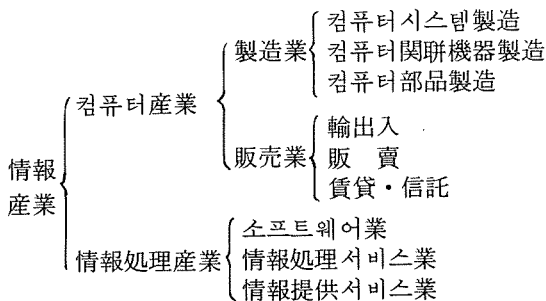 컴퓨터시스템製造
製造業
컴퓨터関聯機器製造
컴퓨터部品製造
컴퓨터産業
輸出入
販売業
販 賣
賃貸・信託
情報
産業
소프트웨어業
情報処理産業
情報処理서비스業
情報提供서비스業